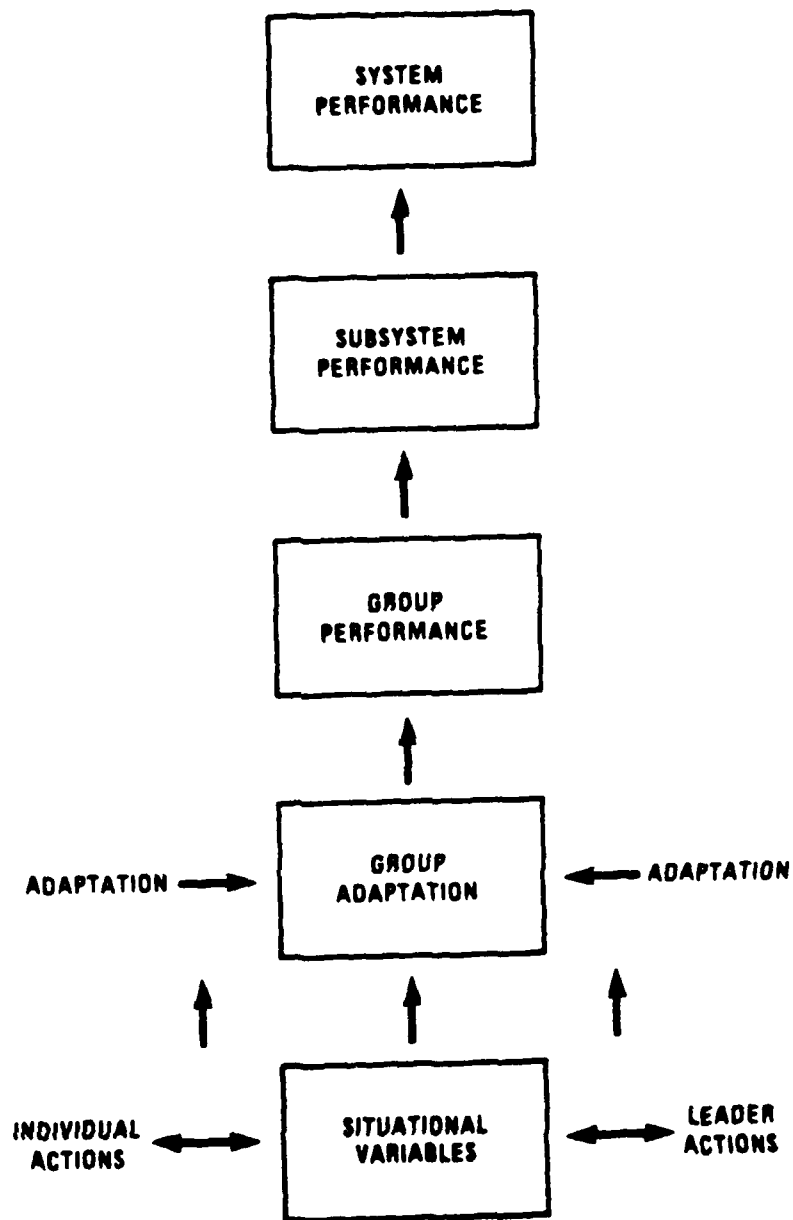 SYSTEM
PERFORMANCE
SUBSYSTEM
PERFORMANCE
GROUP
PERFORMANCE
ADAPTATION
GROUP
ADAPTATION
ADAPTATION
INDIVIDUAL
ACTIONS
SITUATIONAL
VARIABLES
LEADER
ACTIONS